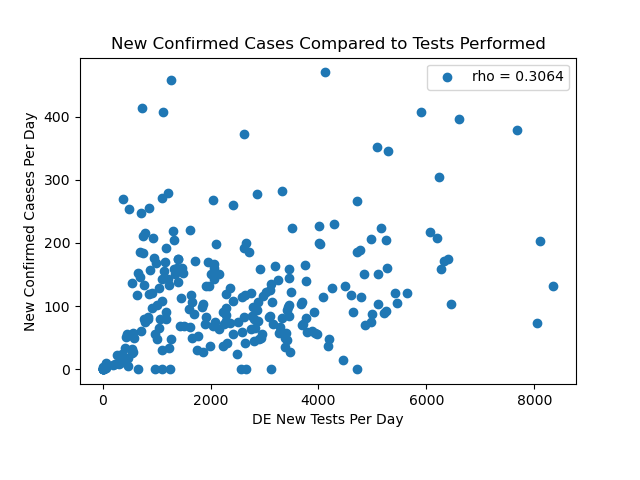 New Confirmed Cases Compared to Tests Performed
rho = 0.3064
New Confirmed Caeses Per Day
400
300
200
100
0
0 2000 4000 6000 8000
DE New Tests Per Day